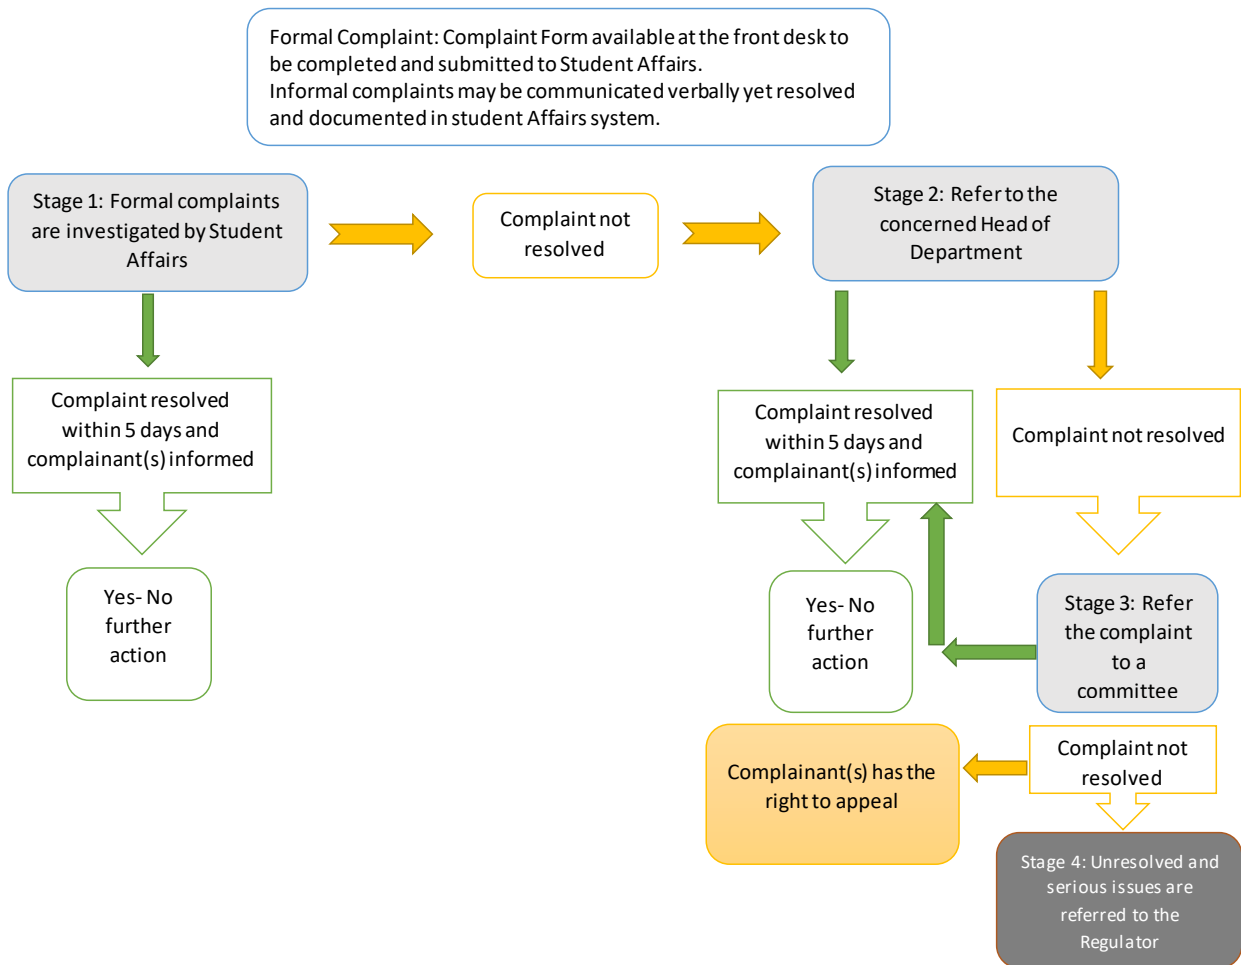 Formal Complaint: Complaint Form available at the front desk to
be completed and submitted to Student Affairs.
Informal complaints may be communicated verbally yet resolved
and documented in student Affairs system.
Stage 1: Formal complaints
are investigated by Student
Affairs
Complaint not
resolved
Stage 2: Refer to the
concerned Head of
Department
Complaint resolved
within 5 days and
complainant(s) informed
Complaint resolved
within 5 days and
complainant(s) informed
Complaint not resolved
Yes- No
further
action
Yes- No
further
action
Stage 3: Refer
the complaint
to a
committee
Complainant(s) has the
right to appeal
Complaint not
resolved
Stage 4: Unresolved and
serious issues are
referred to the
Regulator